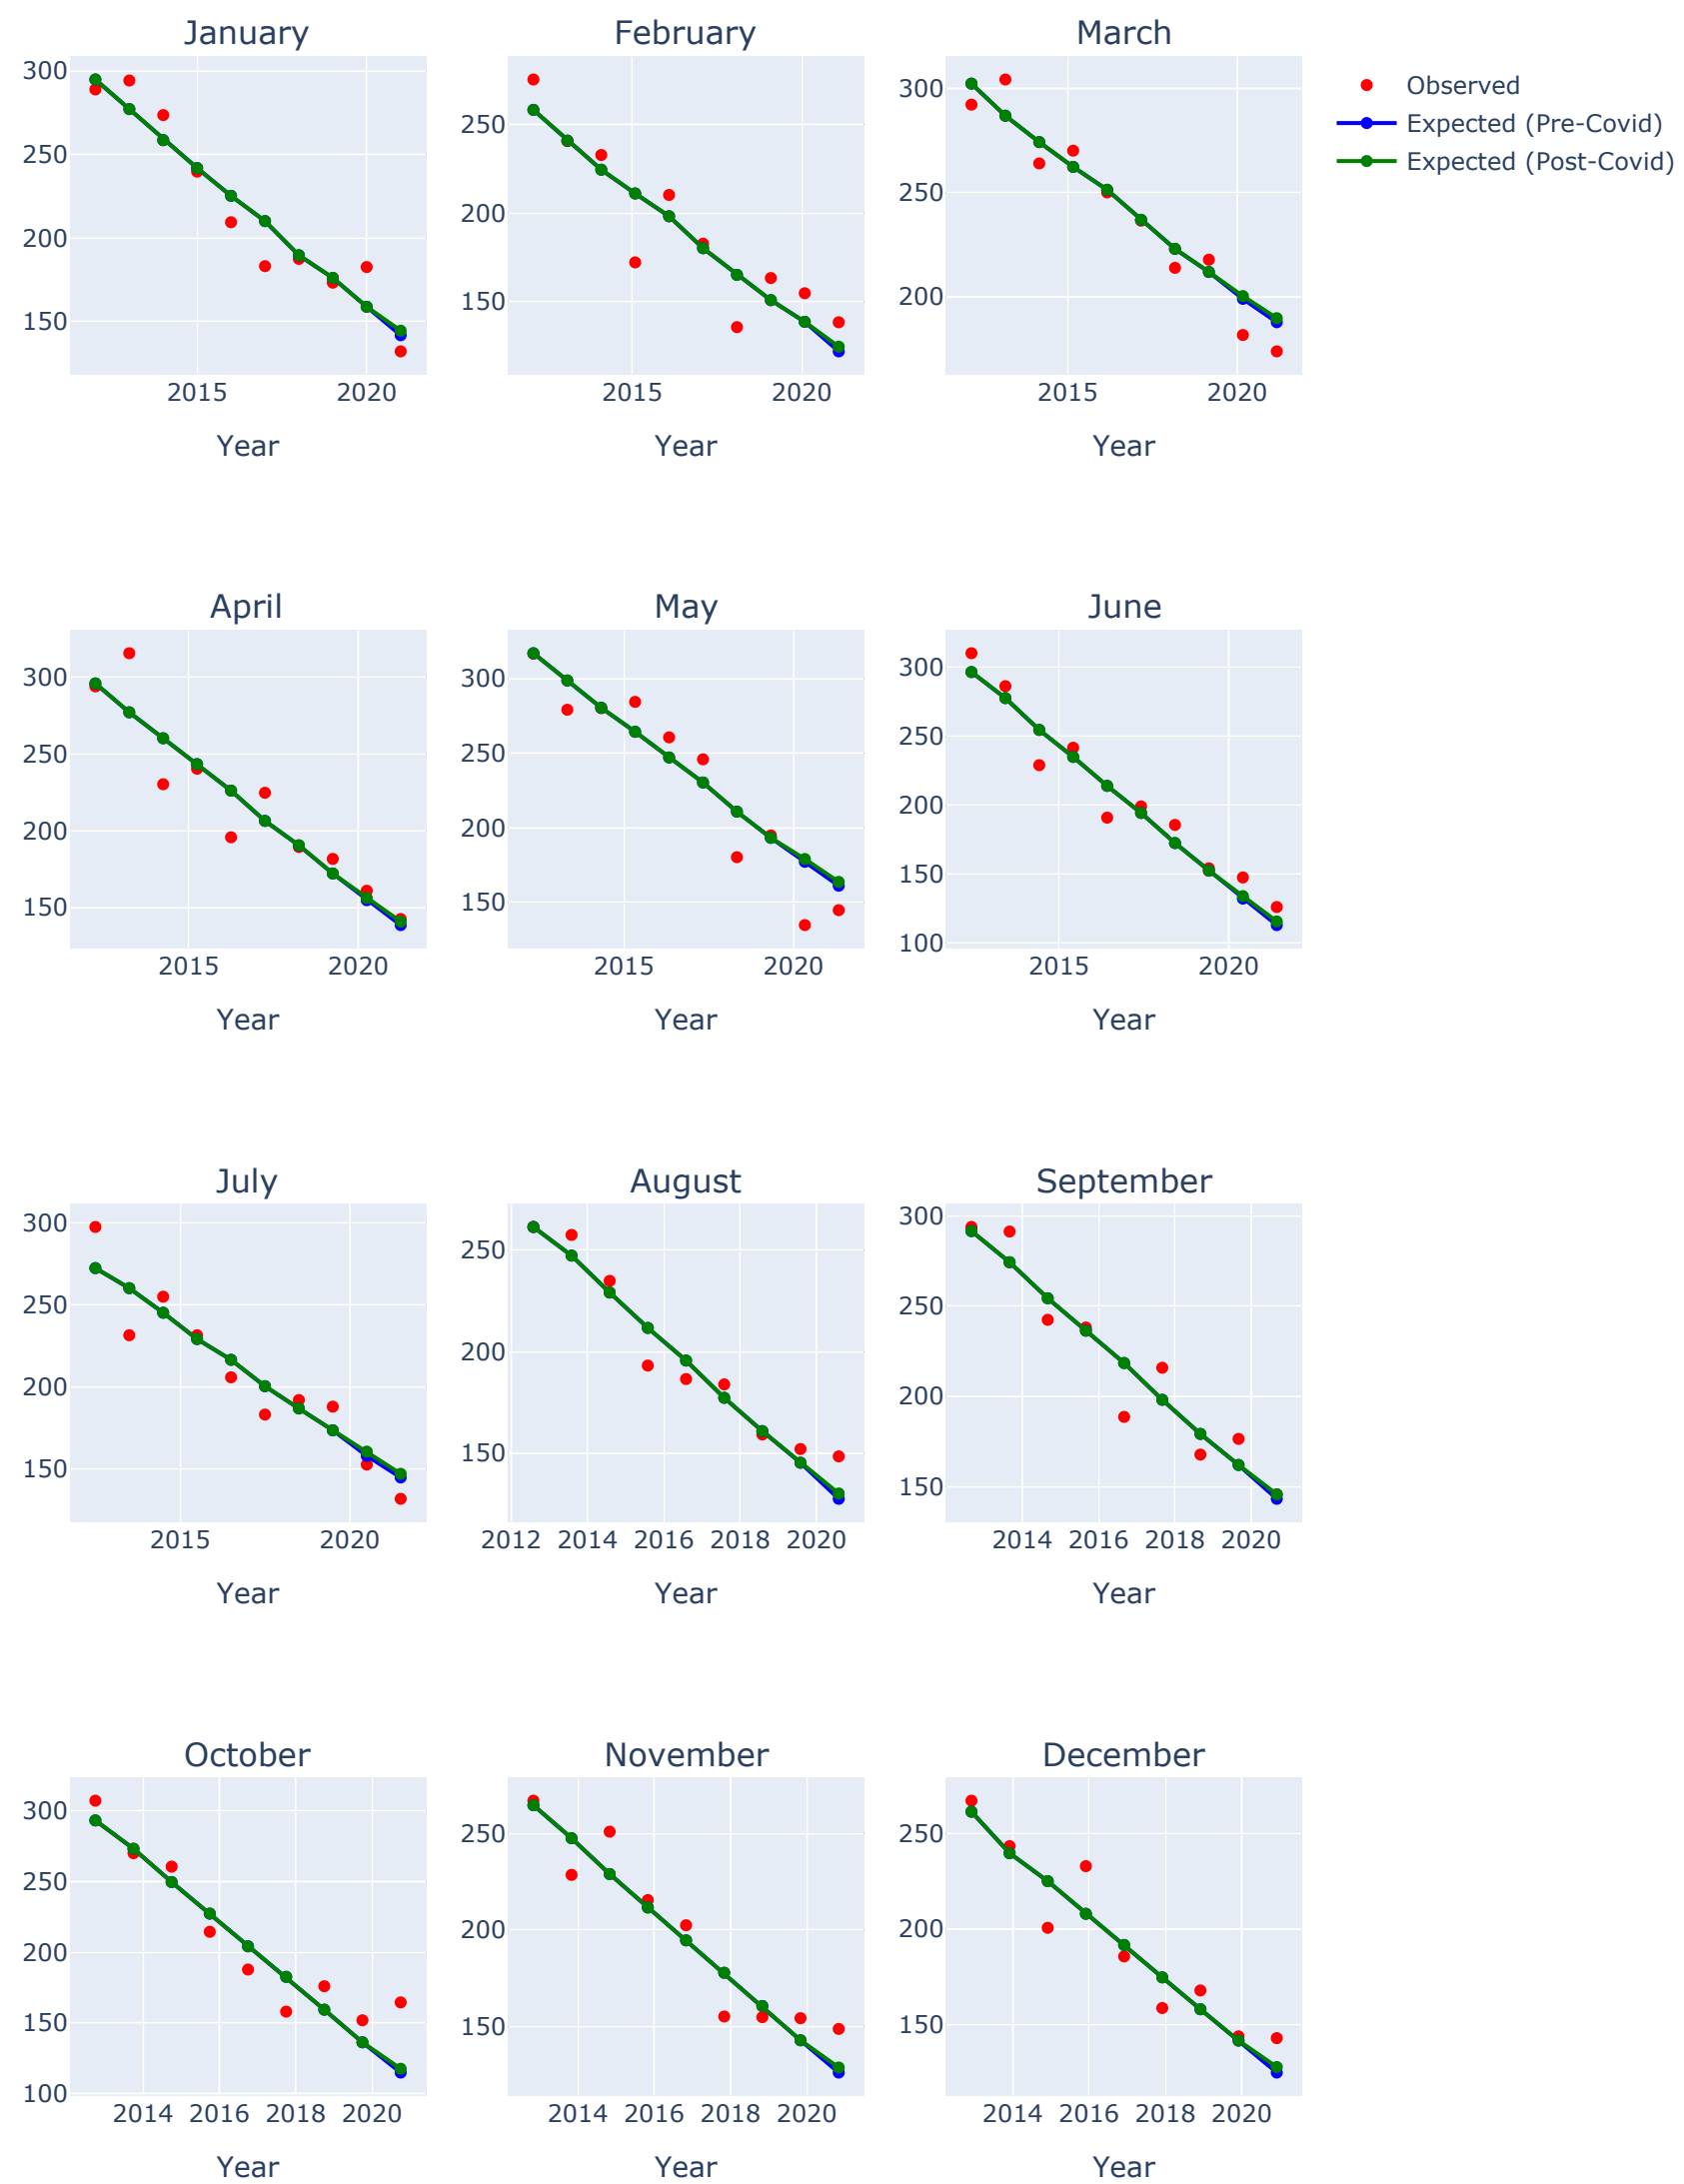 January
February
March
300
250
200
150
2015
2020
Year
250
200
150
2015
2020
Year
300
250
200
2015
2020
Year
Observed
Expected (Pre-Covid)
Expected (Post-Covid)
April
May
June
300
250
200
150
2015
2020
Year
300
250
200
150
2015
2020
Year
300
250
200
150
100
2015
2020
Year
July
August
September
300
250
200
150
2015
2020
Year
250
200
150
2012
2014
2016
2018
2020
Year
300
250
200
150
2014
2016
2018
2020
Year
October
November
December
300
250
200
150
100
2014
2016
2018
2020
Year
250
200
150
2014
2016
2018
2020
Year
250
200
150
2014
2016
2018
2020
Year